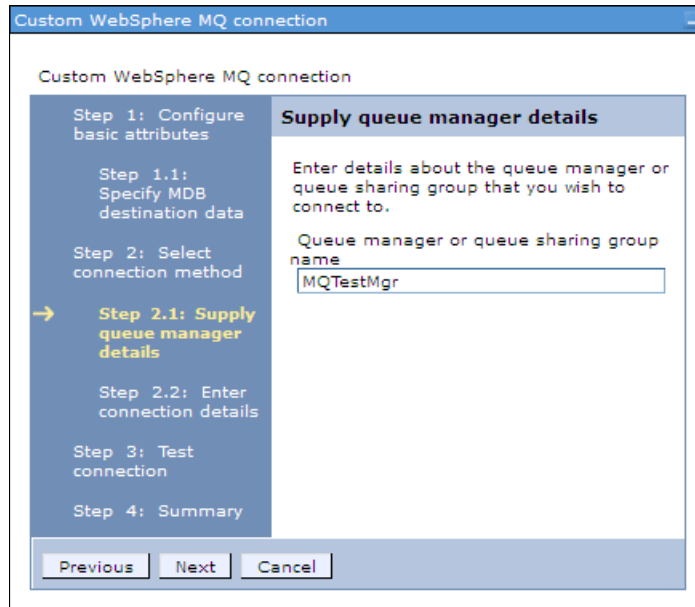 Custom WebSphere MQ connection
Custom WebSphere MQ connection
Step 1: Configure
basic attributes
Step 1.1:
Specify MDB
destination data
Step 2: Select
connection method
Step 2.1: Supply
queue manager
details
Step 2.2: Enter
connection details
Step 3: Test
connection
Step 4: Summary
Supply queue manager details
Enter details about the queue manager or
queue sharing group that you wish to
connect to.
Queue manager or queue sharing group
name
MQTestMgr
Previous Next Cancel